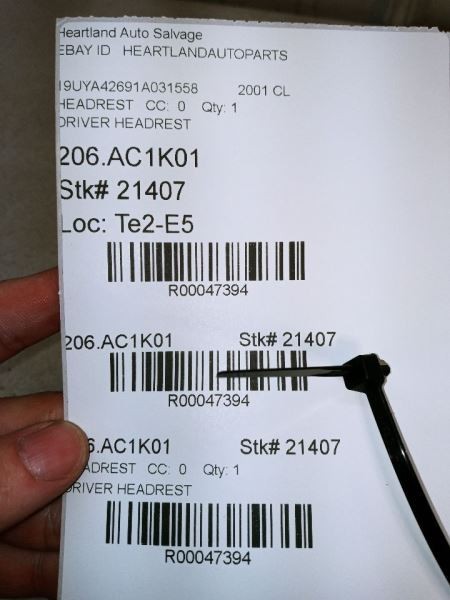 Heartland Auto Salvage
EBAY ID HEARTLANDAUTOPARTS
19UYA42691A031558 2001 CL
HEADREST CC: 0 Qty: 1
DRIVER HEADREST
206.AC1K01
Stk# 21407
Loc: Te2-E5
R00047394
206.AC1K01 Stk# 21407
R00047394
6.AC1K01 Stk# 21407
ADREST CC: 0 Qty: 1
DRIVER HEADREST
R00047394